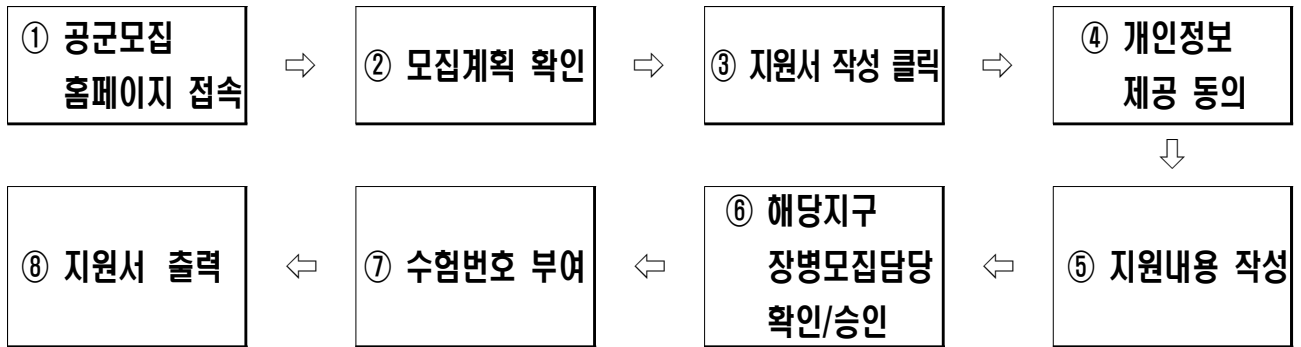 ① 공군모집
홈페이지 접속
⇨
② 모집계획 확인
⇨
③ 지원서 작성 클릭
⇨
④ 개인정보
제공 동의
⇩
⑤ 지원내용 작성
⇦
⑥ 해당지구
장병모집담당
확인/승인
⇦
⑦ 수험번호 부여
⇦
⑧ 지원서 출력